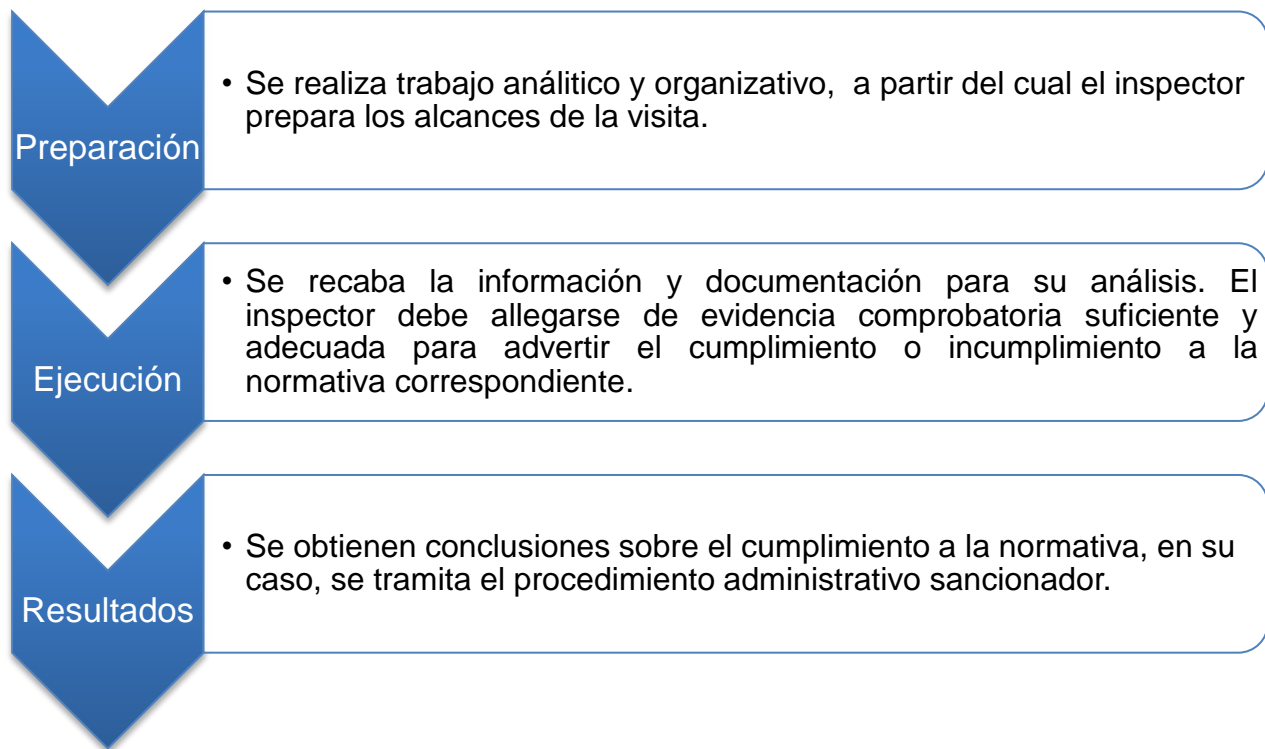 Preparación
• Se realiza trabajo análitico y organizativo, a partir del cual el inspector
prepara los alcances de la visita.
Ejecución
• Se recaba la información y documentación para su análisis. El
inspector debe allegarse de evidencia comprobatoria suficiente y
adecuada para advertir el cumplimiento o incumplimiento a la
normativa correspondiente.
Resultados
• Se obtienen conclusiones sobre el cumplimiento a la normativa, en su
caso, se tramita el procedimiento administrativo sancionador.